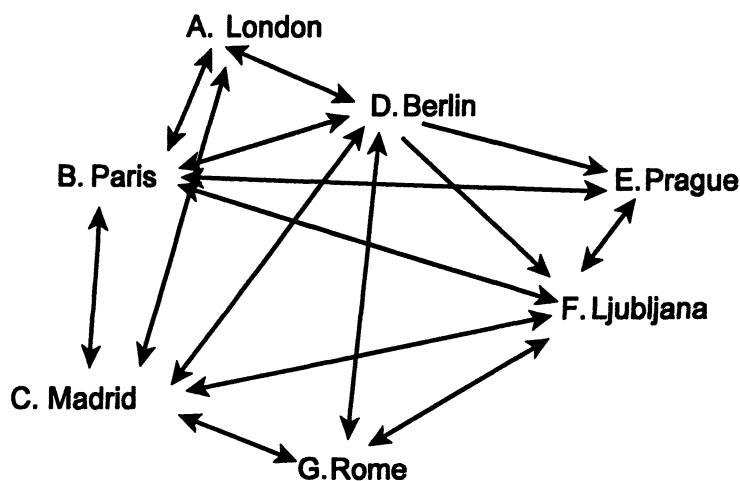 A. London
D. Berlin
B. Paris
E. Prague
F. Ljubljana
C. Madrid
G. Rome